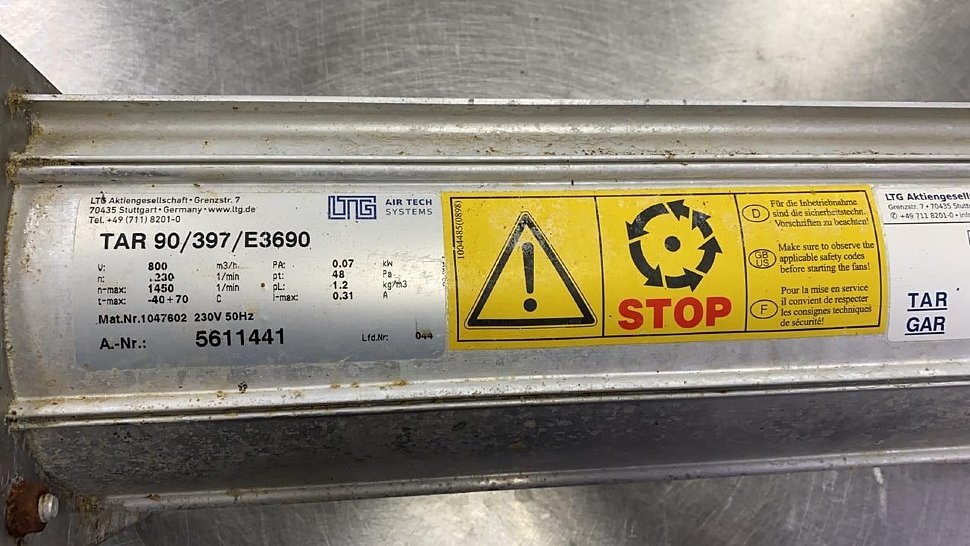 LTG Aktiengesellschaft • Grenzstr. 7
70435 Stuttgart • Germany • www.ltg.de
Tel. +49 (711) 8201-0
LTG AIR TECH SYSTEMS
TAR 90/397/E3690
V: 800 m3/h PA: 0.07 kW
n: 1230 1/min pt: 48 Pa
n-max: 1450 1/min pL: 1.2 kg/m3
t-max: -40 +70 C I-max: 0.31 A
Mat.Nr.1047602 230V 50Hz
A.-Nr.: 5611441 Lfd.Nr: 044
1004485(0898)
STOP
D
Für die Inbetriebnahme
sind die sicherheitstechn.
Vorschriften zu beachten!
GB
US
Make sure to observe the
applicable safety codes
before starting the fans!
F
Pour la mise en service
il convient de respecter
les consignes techniques
de sécurité!
LTG Aktiengesell
Grenzstr. 7 • 70435 Stutt
✆ +49 711 8201-0 • in
TAR
GAR